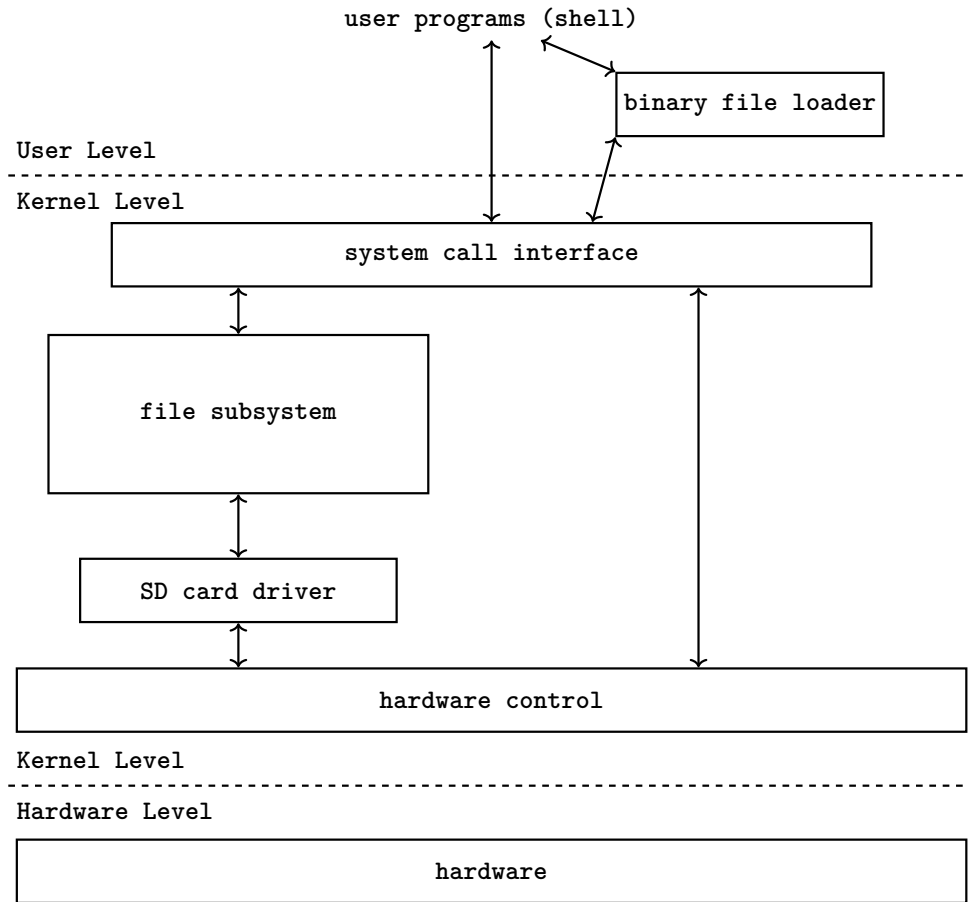 user programs (shell)
binary file loader
User Level
Kernel Level
system call interface
file subsystem
SD card driver
hardware control
Kernel Level
Hardware Level
hardware